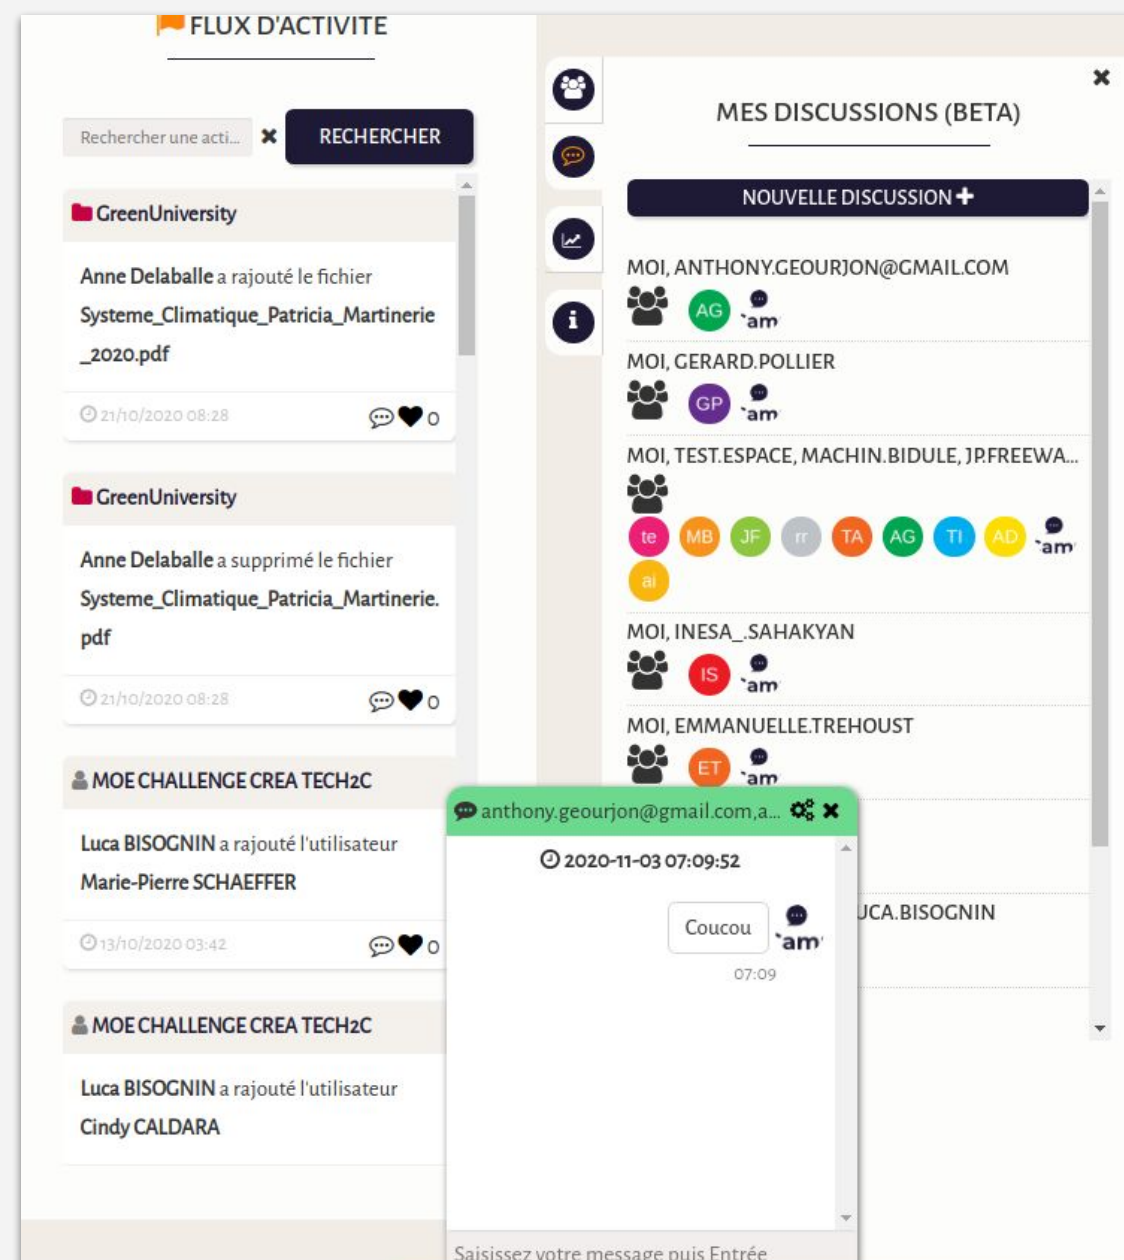 FLUX D'ACTIVITE
Rechercher une acti...
RECHERCHER
GreenUniversity
Anne Delaballe a rajouté le fichier
Systeme_Climatique_Patricia_Martinerie
_2020.pdf
21/10/2020 08:28
0
GreenUniversity
Anne Delaballe a supprimé le fichier
Systeme_Climatique_Patricia_Martinerie.
pdf
21/10/2020 08:28
0
MOE CHALLENGE CREA TECH2C
Luca BISOGNIN a rajouté l'utilisateur
Marie-Pierre SCHAEFFER
13/10/2020 03:42
0
MOE CHALLENGE CREA TECH2C
Luca BISOGNIN a rajouté l'utilisateur
Cindy CALDARA
MES DISCUSSIONS (BETA)
NOUVELLE DISCUSSION
MOI, ANTHONY.GEOURJON@GMAIL.COM
AG
MOI, GERARD.POLLIER
GP
MOI, TEST.ESPACE, MACHIN.BIDULE, JP.FREEWA...
te MB JF rr TA AG TI AD
ai
MOI, INESA_.SAHAKYAN
IS
MOI, EMMANUELLE.TREHOUST
ET
UCA.BISOGNIN
anthony.geourjon@gmail.com,a...
2020-11-03 07:09:52
Coucou
07:09
Saisissez votre message puis Entrée